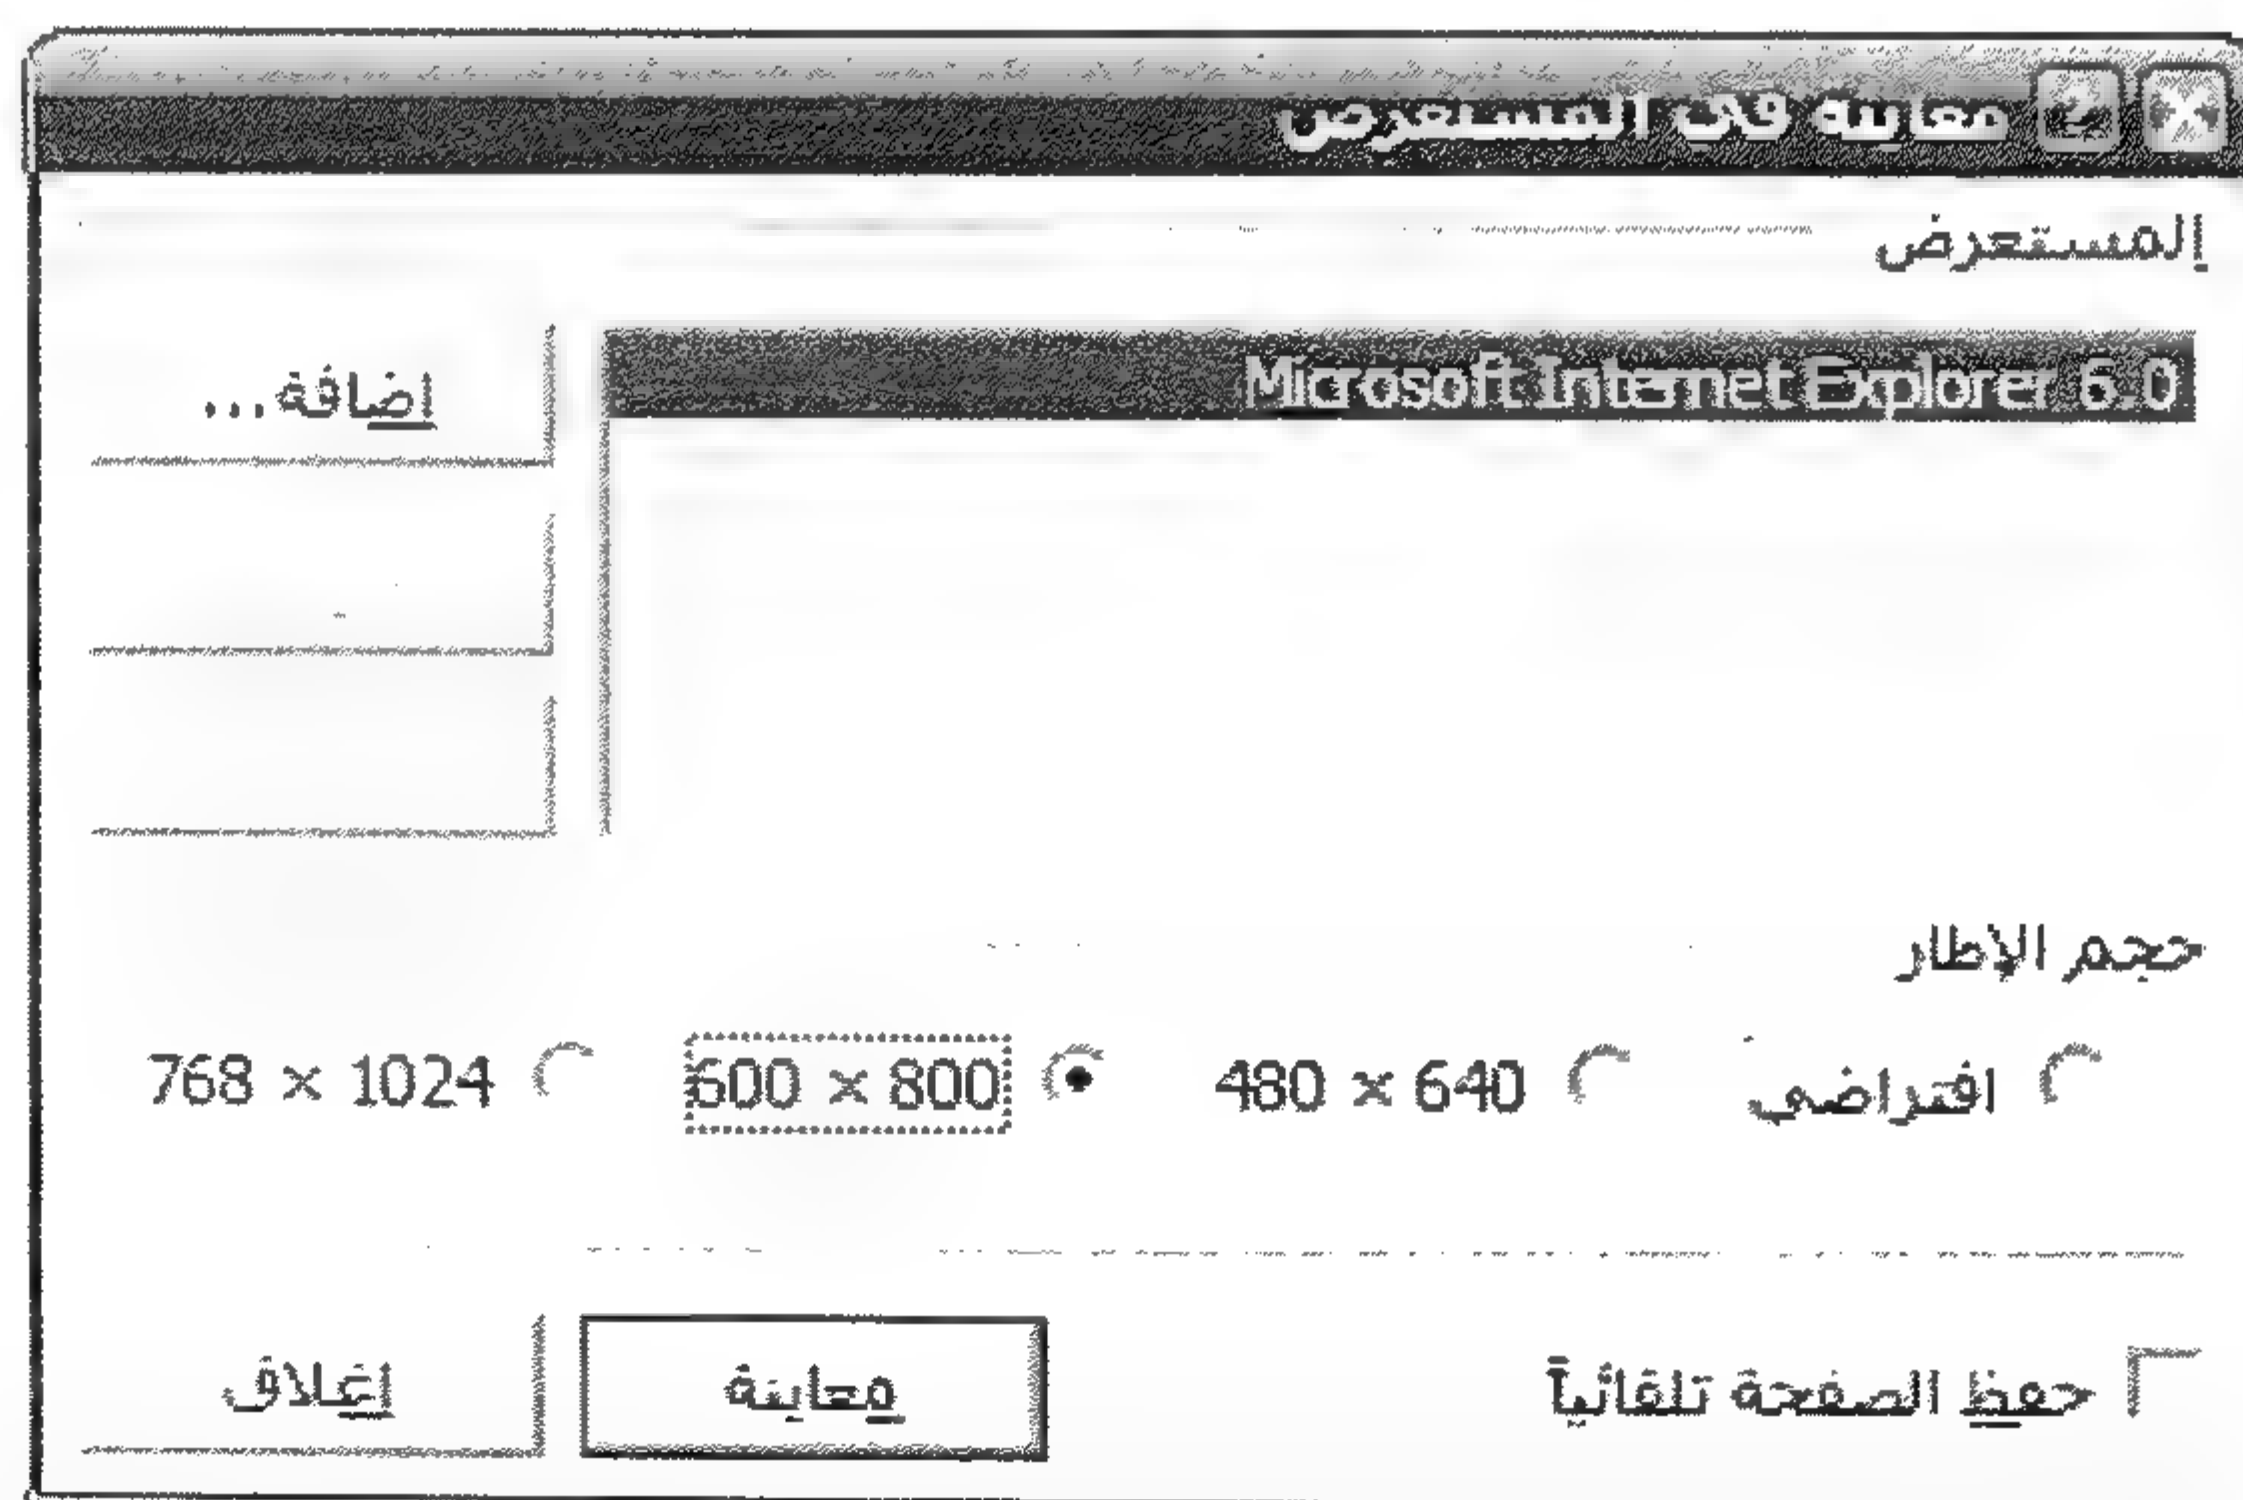 معاينة في المستعرض
المستعرض
Microsoft Internet Explorer 6.0
إضافة...
حجم الإطار
افتراضي
480 × 640
600 × 800
768 × 1024
حفظ الصفحة تلقائياً
معاينة
إغلاق